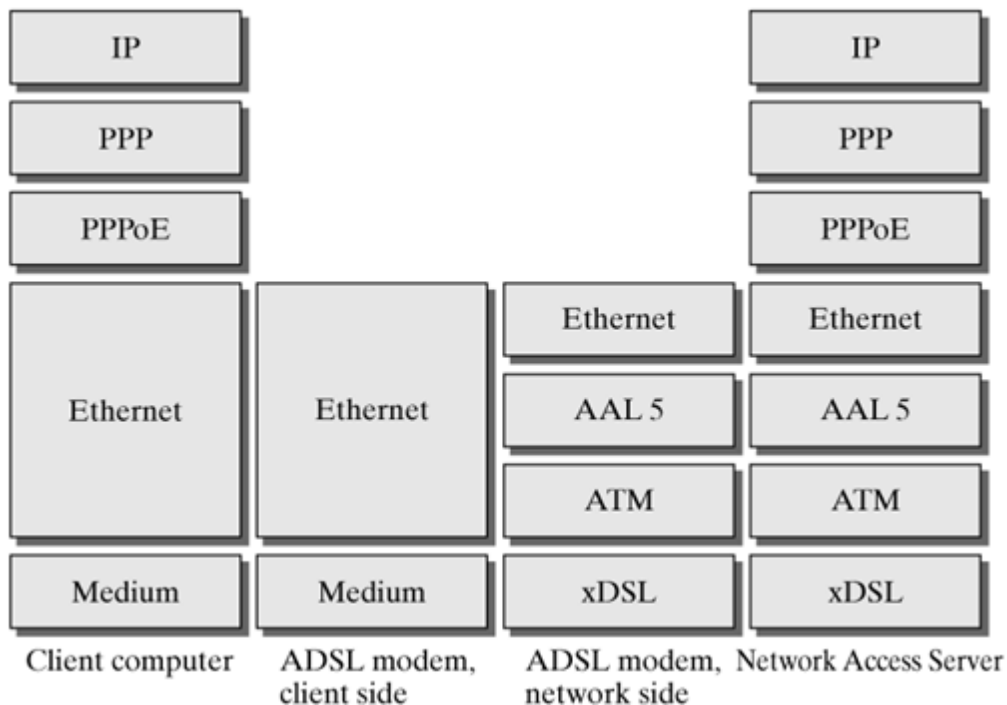 IP
IP
PPP
PPP
PPPoE
PPPoE
Ethernet
Ethernet
Ethernet
Ethernet
AAL 5
AAL 5
ATM
ATM
Medium
Medium
xDSL
xDSL
Client computer
ADSL modem,
client side
ADSL modem,
network side
Network Access Server